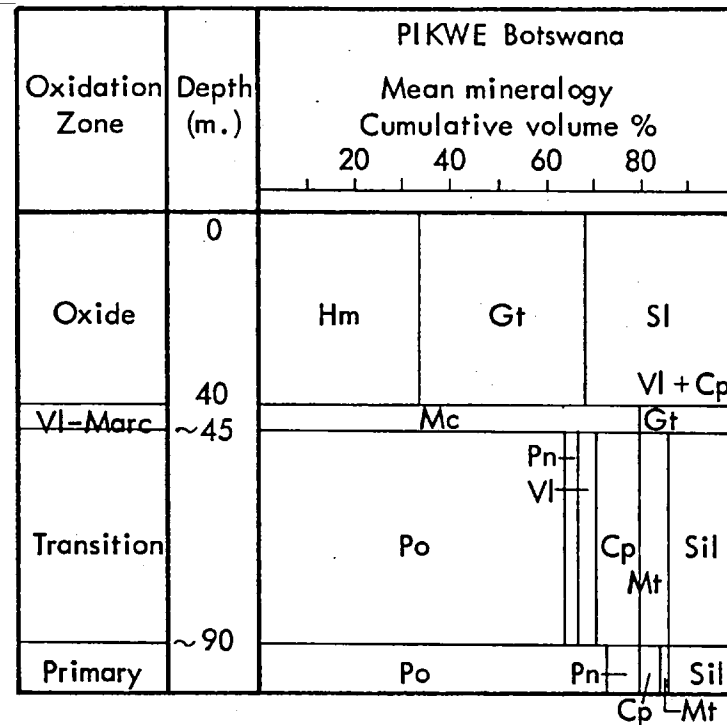 PIKWE Botswana
Oxidation Zone
Depth (m.)
Mean mineralogy
Cumulative volume %
20 40 60 80
0
Oxide Hm Gt Sl
40 Vl + Cp
Vl-Marc Mc Gt
~45
Pn
Vl
Transition Po Cp Sil
Mt
~90
Primary Po Pn Sil
Cp Mt